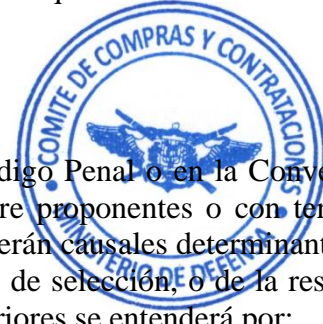 COMITE DE COMPRAS Y CONTRATACIONES
MINISTERIO DE DEFENSA
digo Penal o en la Conve
re proponentes o con ter
erán causales determinant
de selección, o de la res
riores se entenderá por: